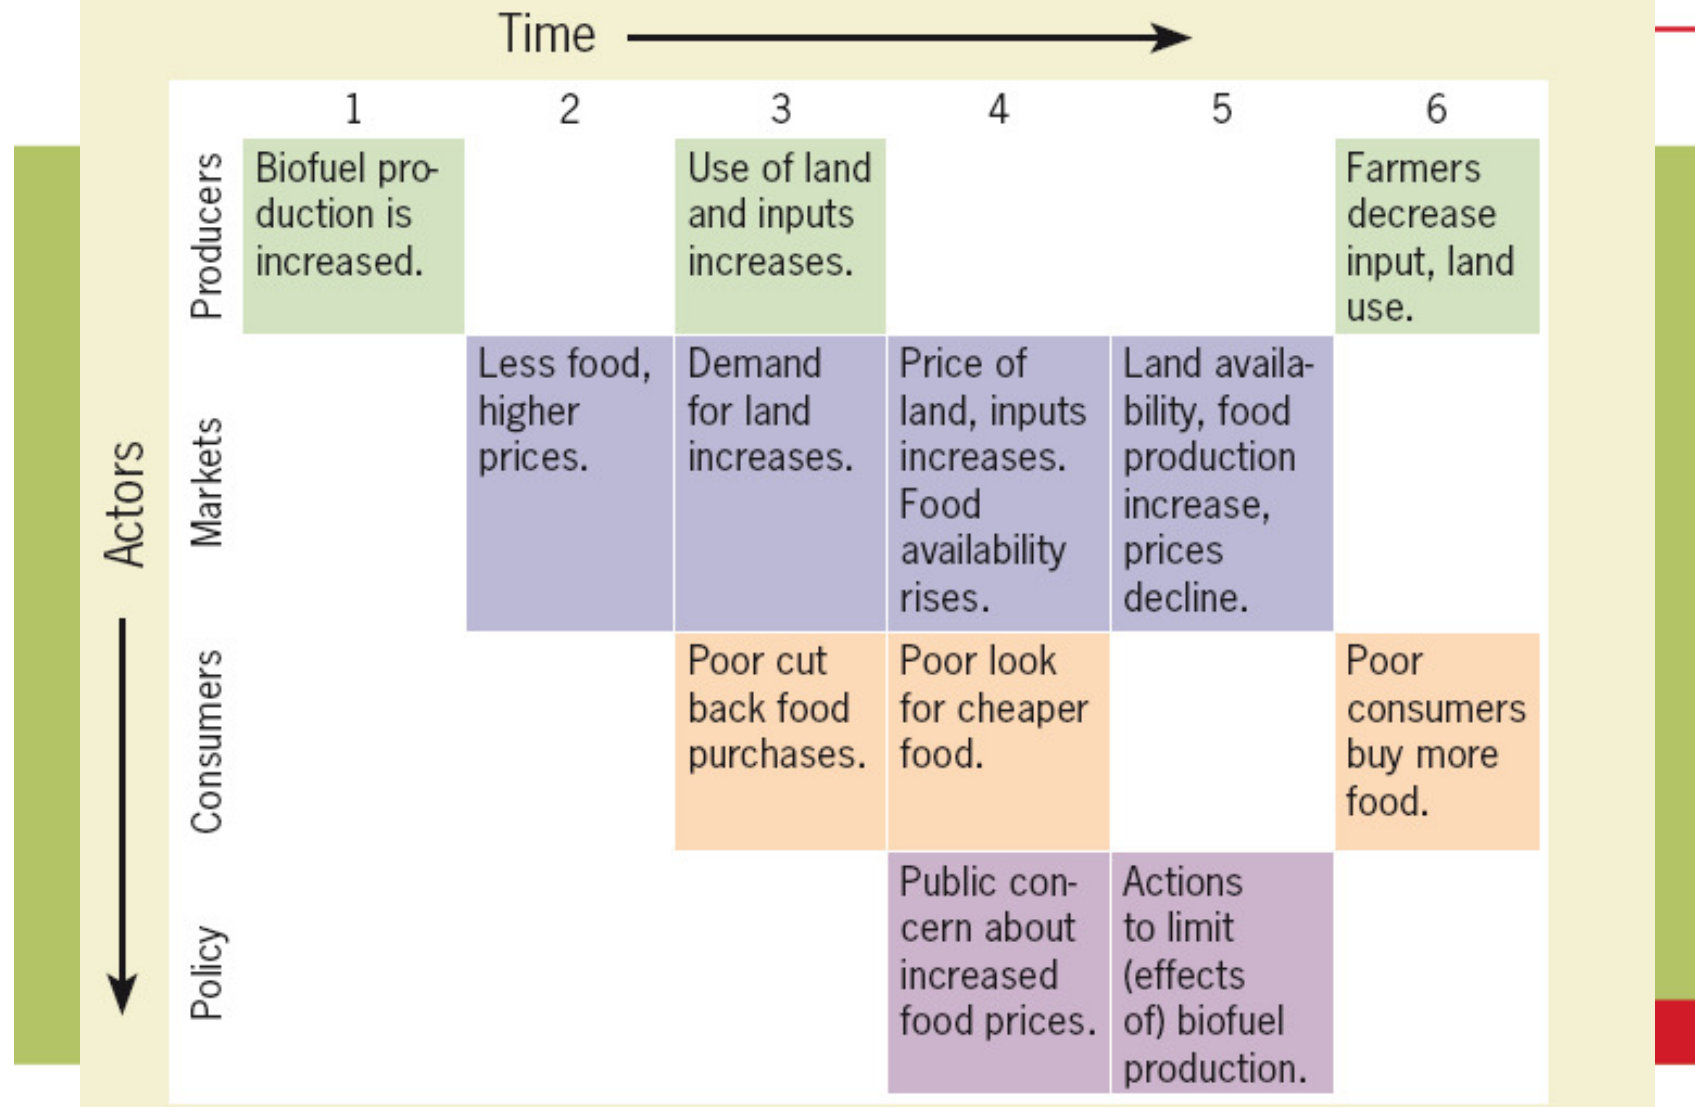 Time
1 2 3 4 5 6
Actors
Producers
Biofuel pro-
duction is
increased.
Use of land
and inputs
increases.
Farmers
decrease
input, land
use.
Markets
Less food,
higher
prices.
Demand
for land
increases.
Price of
land, inputs
increases.
Food
availability
rises.
Land availa-
bility, food
production
increase,
prices
decline.
Consumers
Poor cut
back food
purchases.
Poor look
for cheaper
food.
Poor
consumers
buy more
food.
Policy
Public con-
cern about
increased
food prices.
Actions
to limit
(effects
of) biofuel
production.